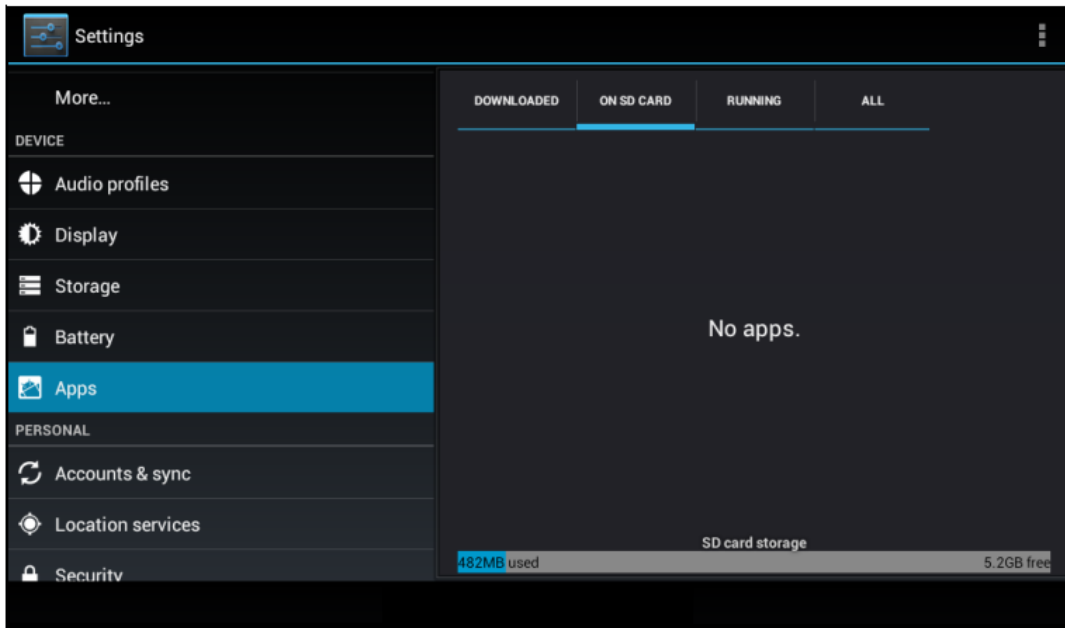 Settings
More...
DEVICE
Audio profiles
Display
Storage
Battery
Apps
PERSONAL
Accounts & sync
Location services
Security
DOWNLOADED ON SD CARD RUNNING ALL
No apps.
SD card storage
482MB used 5.2GB free